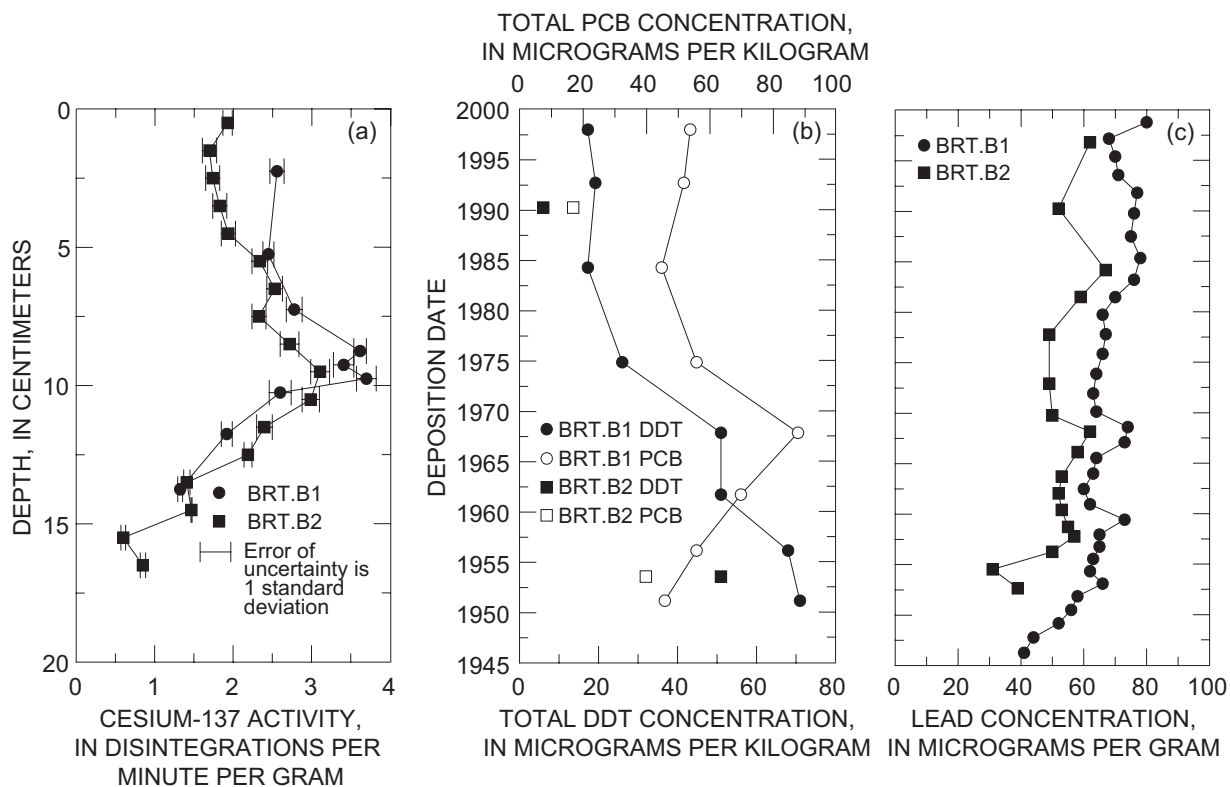 TOTAL PCB CONCENTRATION,
IN MICROGRAMS PER KILOGRAM
0 20 40 60 80 100
(a)
0
5
10
15
20
DEPTH, IN CENTIMETERS
BRT.B1
BRT.B2
Error of
uncertainty is
1 standard
deviation
0 1 2 3 4
CESIUM-137 ACTIVITY,
IN DISINTEGRATIONS PER
MINUTE PER GRAM
(b)
2000
1995
1990
1985
1980
1975
1970
1965
1960
1955
1950
1945
DEPOSITION DATE
BRT.B1 DDT
BRT.B1 PCB
BRT.B2 DDT
BRT.B2 PCB
0 20 40 60 80
TOTAL DDT CONCENTRATION,
IN MICROGRAMS PER KILOGRAM
(c)
BRT.B1
BRT.B2
0 20 40 60 80 100
LEAD CONCENTRATION,
IN MICROGRAMS PER GRAM